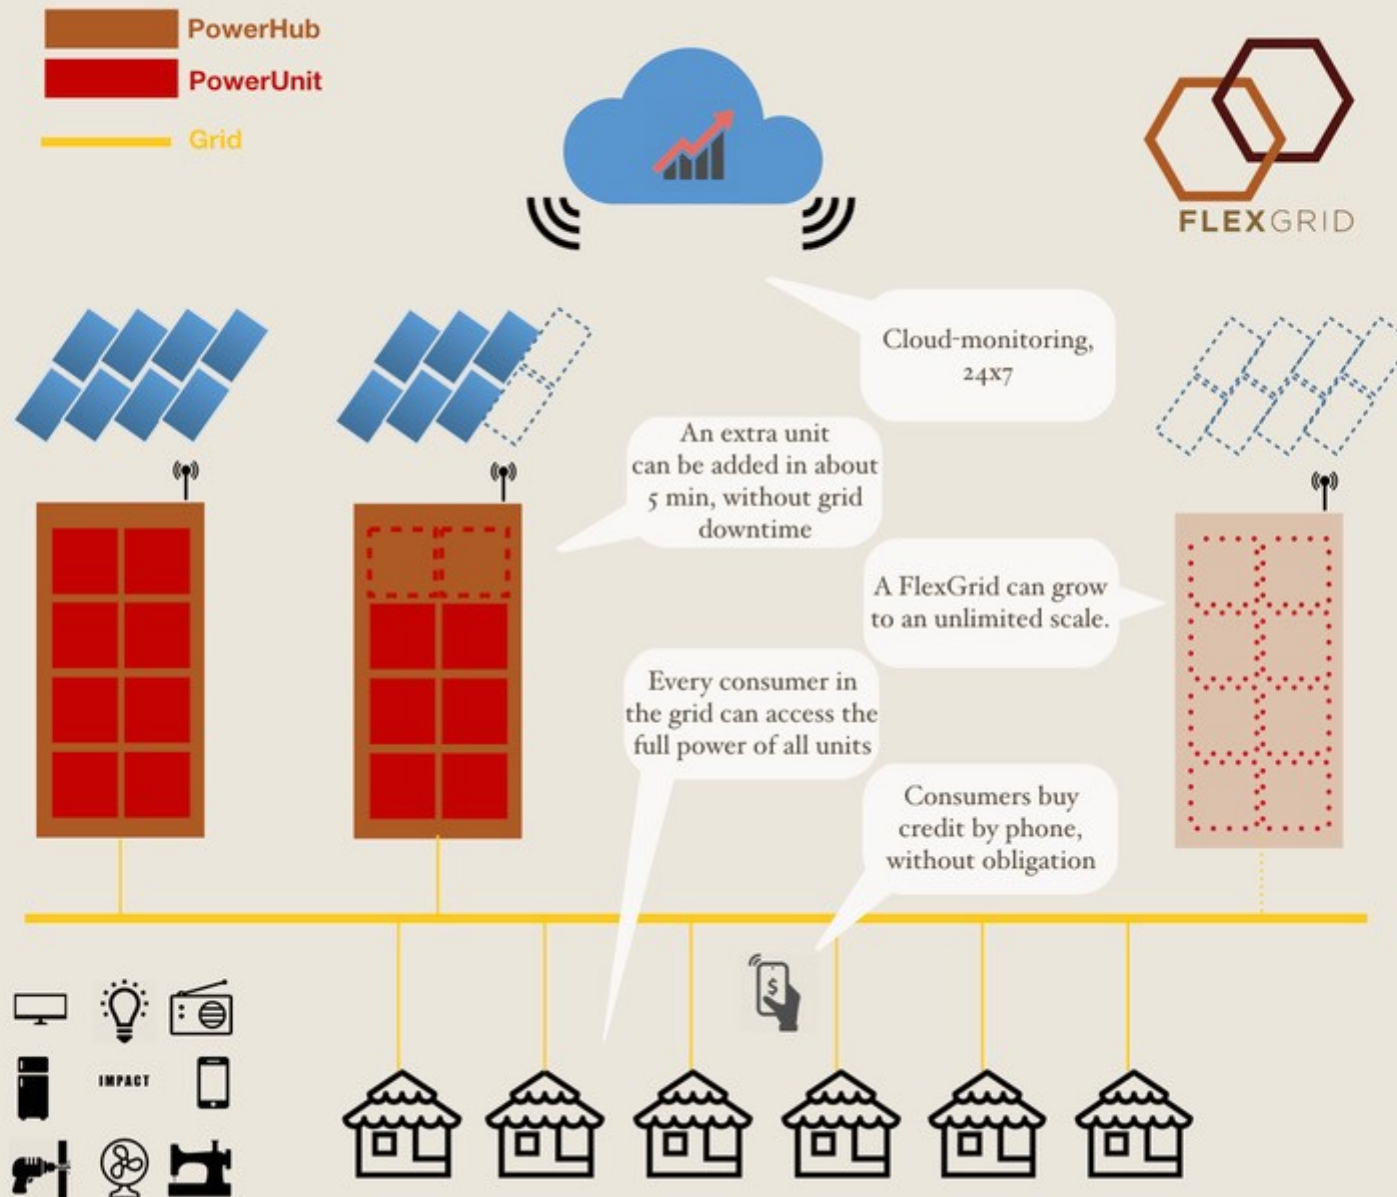 PowerHub
PowerUnit
Grid
FLEXGRID
Cloud-monitoring,
24x7
An extra unit
can be added in about
5 min, without grid
downtime
A FlexGrid can grow
to an unlimited scale.
Every consumer in
the grid can access the
full power of all units
Consumers buy
credit by phone,
without obligation
$
IMPACT